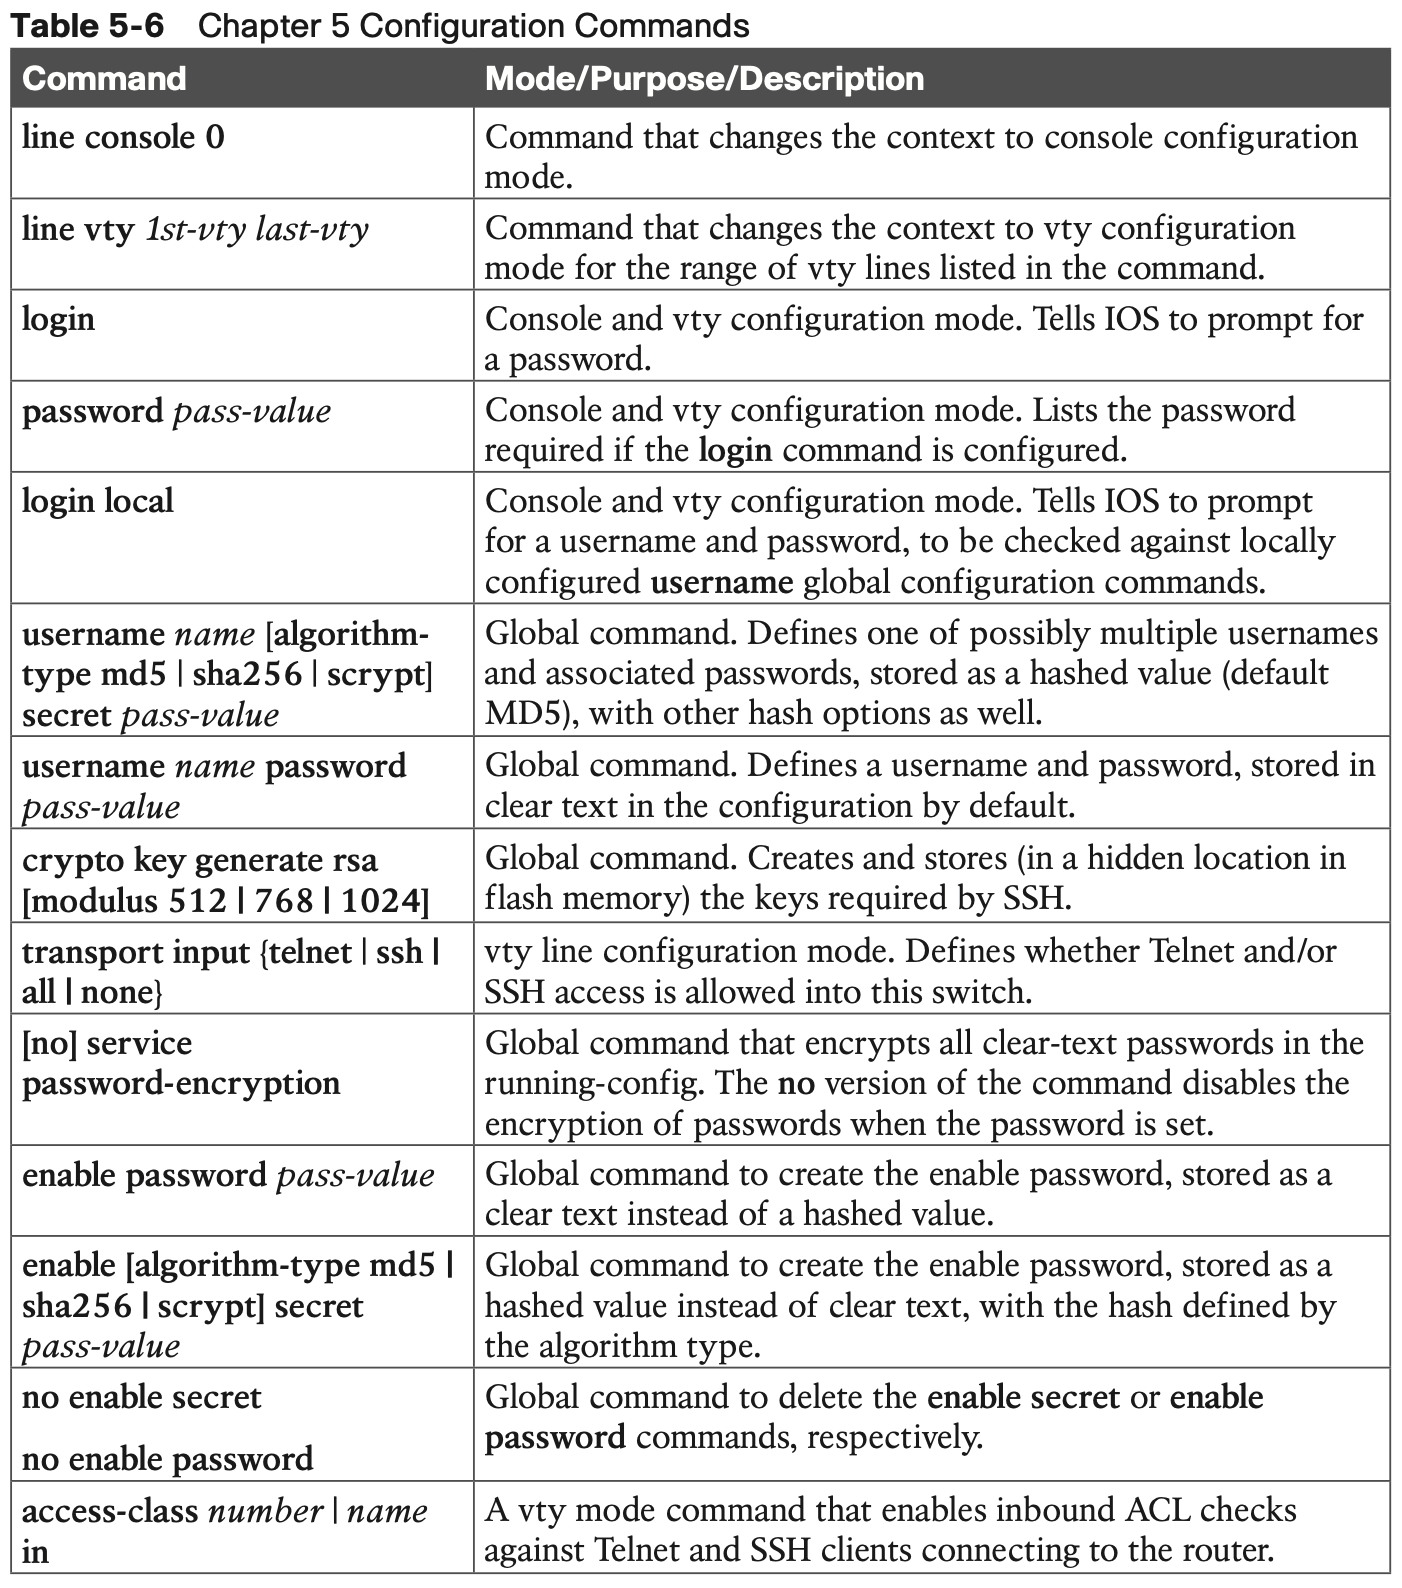 Table 5-6 Chapter 5 Configuration Commands
Command Mode/Purpose/Description
line console 0
Command that changes the context to console configuration
mode.
line vty 1st-vty last-vty
Command that changes the context to vty configuration
mode for the range of vty lines listed in the command.
login
Console and vty configuration mode. Tells IOS to prompt for
a password.
password pass-value
Console and vty configuration mode. Lists the password
required if the login command is configured.
login local
Console and vty configuration mode. Tells IOS to prompt
for a username and password, to be checked against locally
configured username global configuration commands.
username name [algorithm-
type md5 | sha256 | scrypt]
secret pass-value
Global command. Defines one of possibly multiple usernames
and associated passwords, stored as a hashed value (default
MD5), with other hash options as well.
username name password
pass-value
Global command. Defines a username and password, stored in
clear text in the configuration by default.
crypto key generate rsa
[modulus 512 | 768 | 1024]
Global command. Creates and stores (in a hidden location in
flash memory) the keys required by SSH.
transport input {telnet | ssh |
all | none}
vty line configuration mode. Defines whether Telnet and/or
SSH access is allowed into this switch.
[no] service
password-encryption
Global command that encrypts all clear-text passwords in the
running-config. The no version of the command disables the
encryption of passwords when the password is set.
enable password pass-value
Global command to create the enable password, stored as a
clear text instead of a hashed value.
enable [algorithm-type md5 |
sha256 | scrypt] secret
pass-value
Global command to create the enable password, stored as a
hashed value instead of clear text, with the hash defined by
the algorithm type.
no enable secret
no enable password
Global command to delete the enable secret or enable
password commands, respectively.
access-class number | name
in
A vty mode command that enables inbound ACL checks
against Telnet and SSH clients connecting to the router.